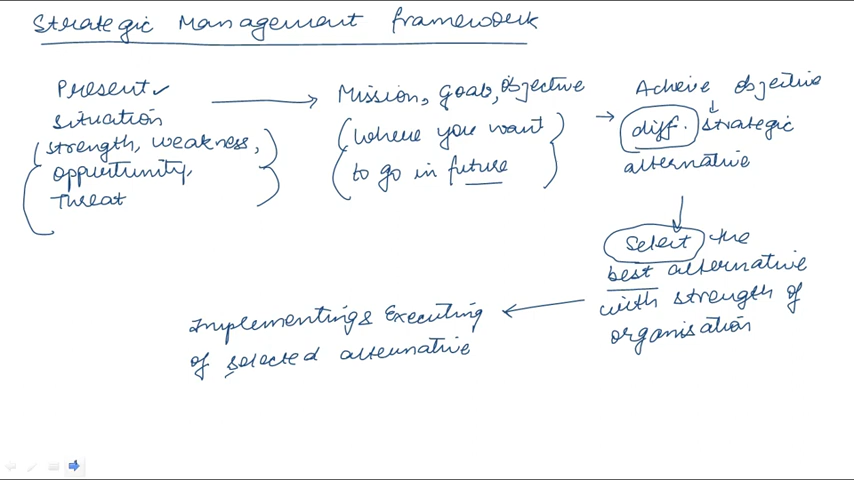 Strategic Management framework
Present
situation
(strength, weakness,
oppurtunity,
Threat)
Mission, Goals, Objective
(where you want
to go in future)
Achieve objective
diff. strategic
alternative
Select the
best alternative
with strength of
organisation
Implementing & Executing
of selected alternative